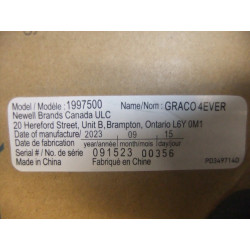 Model / Modèle: 1997500 Name/Nom: GRACO 4EVER
Newell Brands Canada ULC
20 Hereford Street, Unit B, Brampton, Ontario L6Y 0M1
Date of manufacture/ 2023 09 15
Date de fabrication year/année month/mois day/jour
Serial # / No. de série 091523 00356
Made in China Fabriqué en Chine